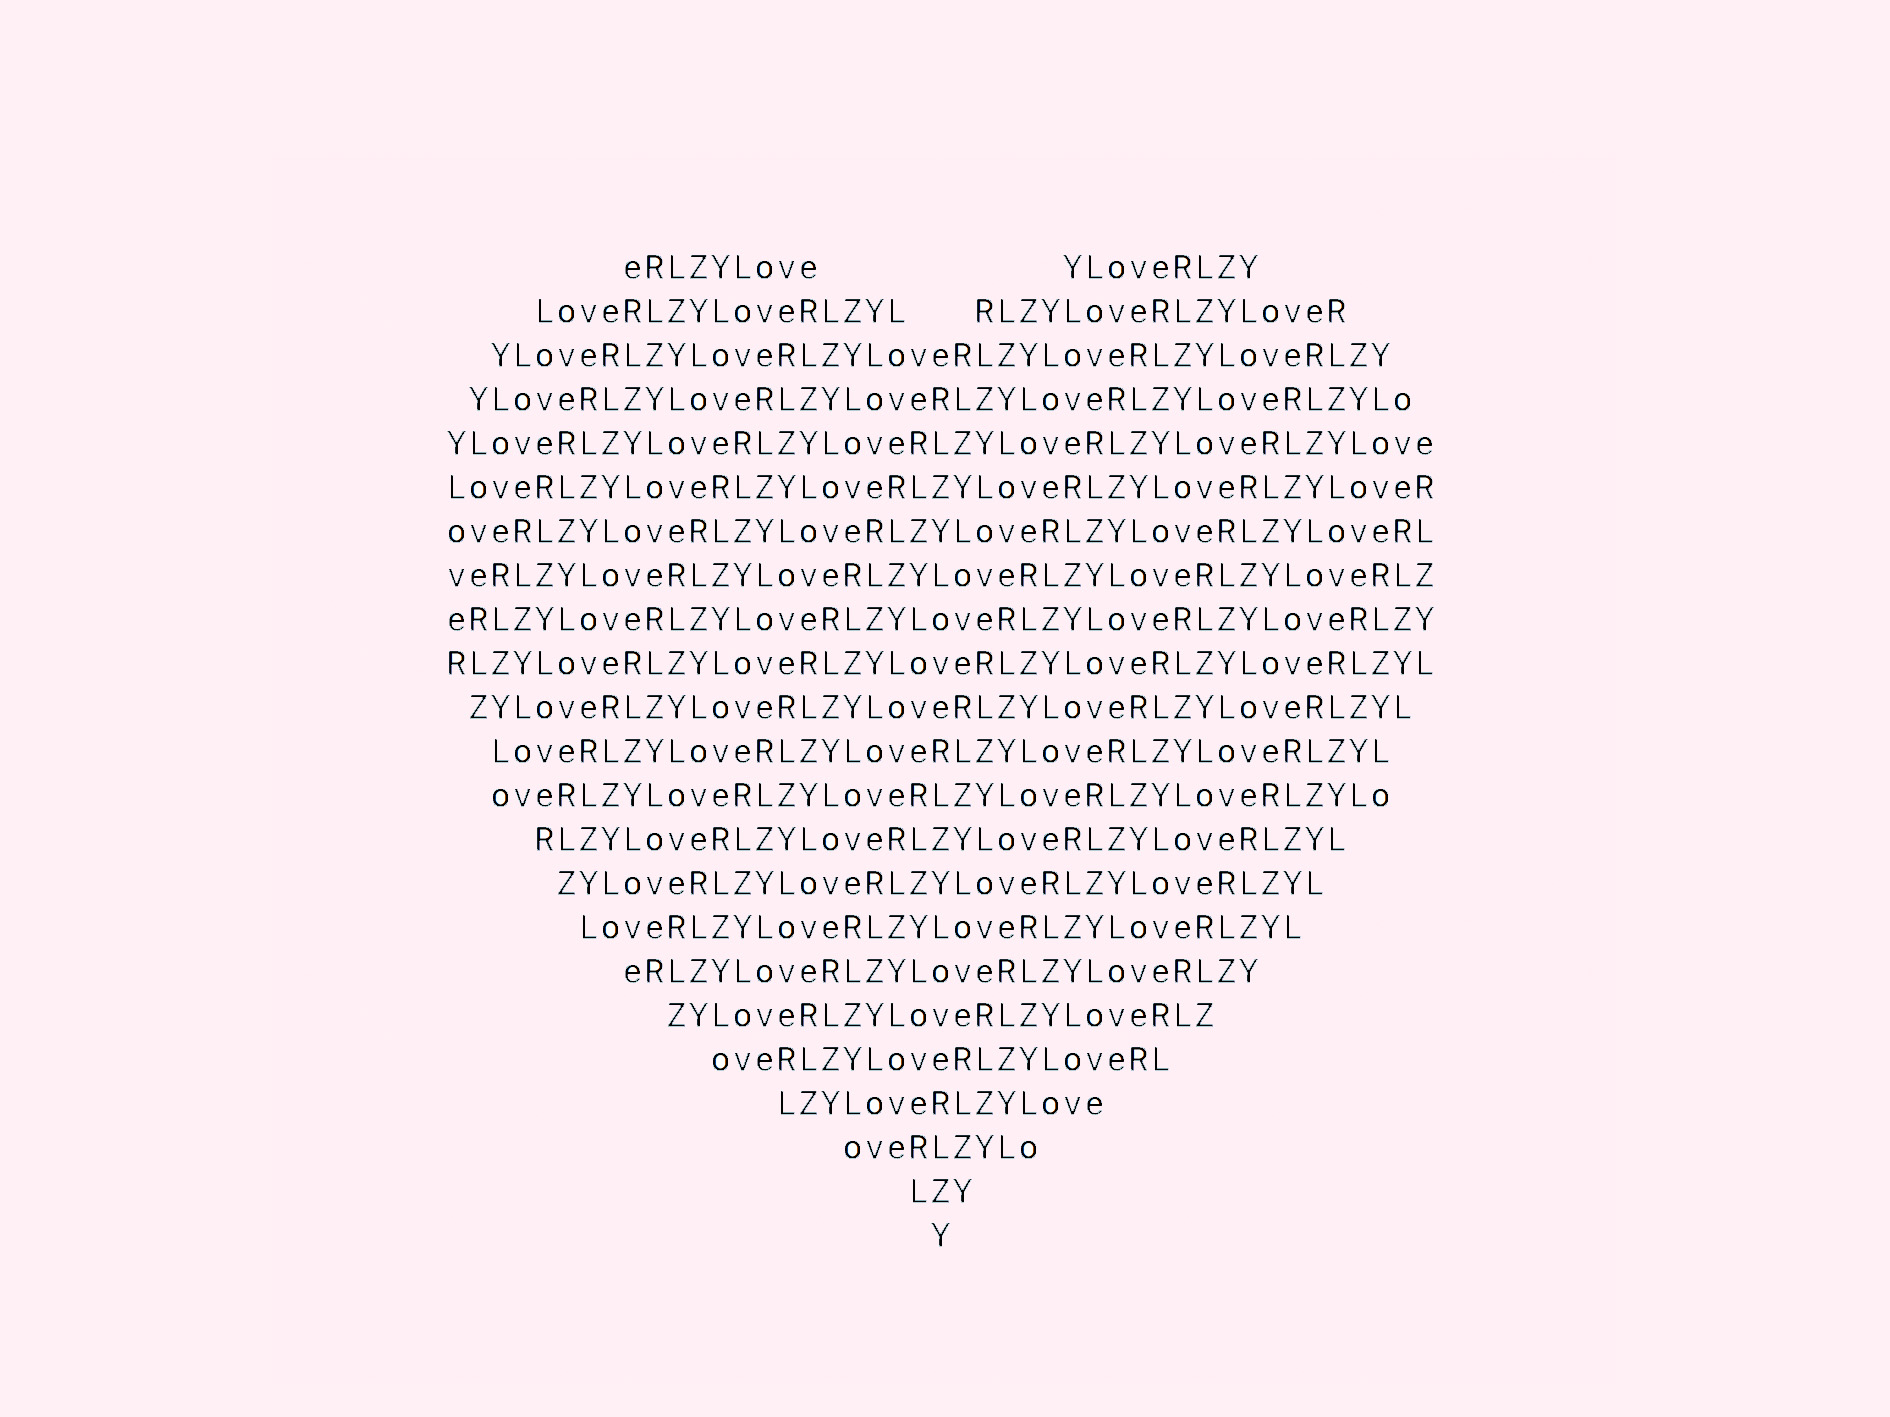 eRLZYLove YLoveRLZY
LoveRLZYLoveRLZYL RLZYLoveRLZYLoveR
YLoveRLZYLoveRLZYLoveRLZYLoveRLZYLoveRLZY
YLoveRLZYLoveRLZYLoveRLZYLoveRLZYLoveRLZYLo
YLoveRLZYLoveRLZYLoveRLZYLoveRLZYLoveRLZYLove
LoveRLZYLoveRLZYLoveRLZYLoveRLZYLoveRLZYLoveR
oveRLZYLoveRLZYLoveRLZYLoveRLZYLoveRLZYLoveRL
veRLZYLoveRLZYLoveRLZYLoveRLZYLoveRLZYLoveRLZ
eRLZYLoveRLZYLoveRLZYLoveRLZYLoveRLZYLoveRLZY
RLZYLoveRLZYLoveRLZYLoveRLZYLoveRLZYLoveRLZYL
ZYLoveRLZYLoveRLZYLoveRLZYLoveRLZYLoveRLZYL
LoveRLZYLoveRLZYLoveRLZYLoveRLZYLoveRLZYL
oveRLZYLoveRLZYLoveRLZYLoveRLZYLoveRLZYLo
RLZYLoveRLZYLoveRLZYLoveRLZYLoveRLZYL
ZYLoveRLZYLoveRLZYLoveRLZYLoveRLZYL
LoveRLZYLoveRLZYLoveRLZYLoveRLZYL
eRLZYLoveRLZYLoveRLZYLoveRLZY
ZYLoveRLZYLoveRLZYLoveRLZ
oveRLZYLoveRLZYLoveRL
LZYLoveRLZYLove
oveRLZYLo
LZY
Y